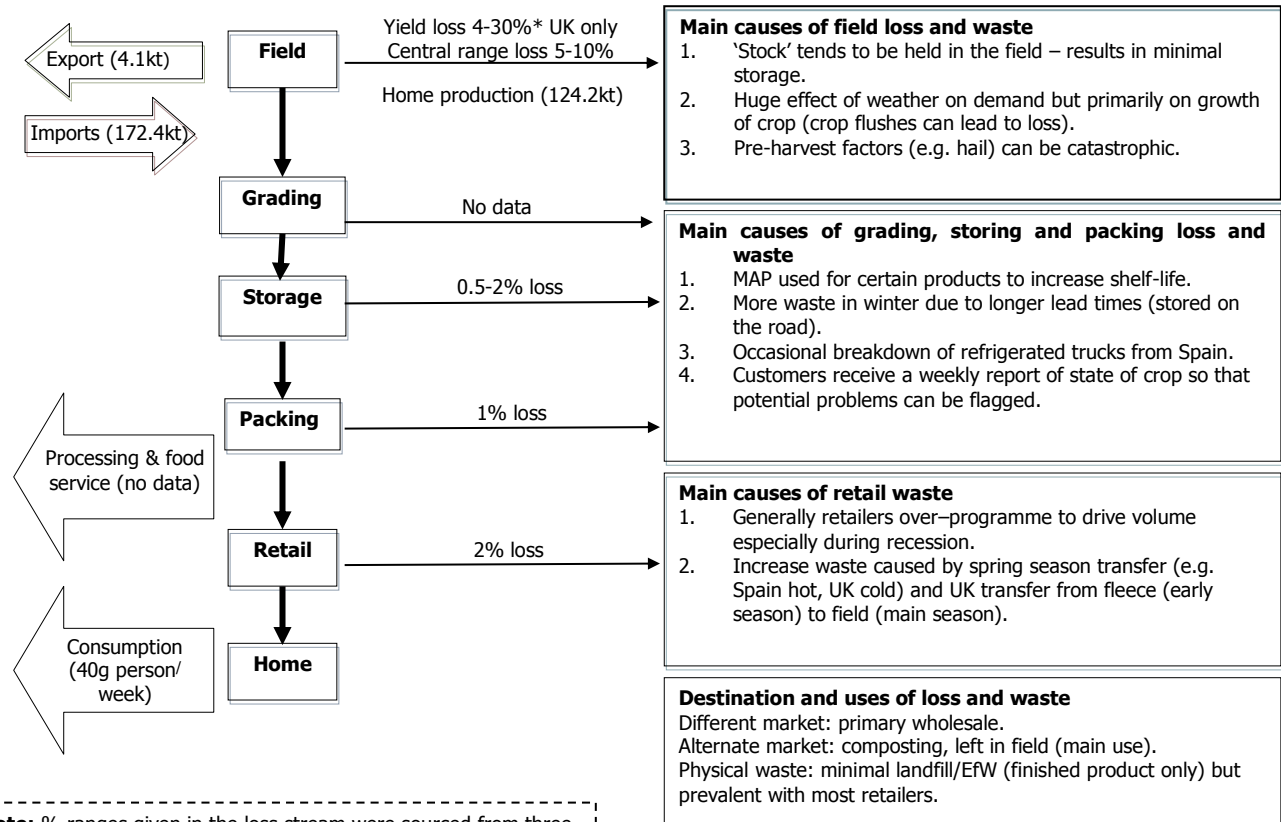 Export (4.1kt)
Imports (172.4kt)
Field
Yield loss 4-30%* UK only
Central range loss 5-10%
Home production (124.2kt)
Main causes of field loss and waste
1. ‘Stock’ tends to be held in the field – results in minimal
storage.
2. Huge effect of weather on demand but primarily on growth
of crop (crop flushes can lead to loss).
3. Pre-harvest factors (e.g. hail) can be catastrophic.
Grading
No data
Storage
0.5-2% loss
Packing
1% loss
Main causes of grading, storing and packing loss and
waste
1. MAP used for certain products to increase shelf-life.
2. More waste in winter due to longer lead times (stored on
the road).
3. Occasional breakdown of refrigerated trucks from Spain.
4. Customers receive a weekly report of state of crop so that
potential problems can be flagged.
Processing & food
service (no data)
Retail
2% loss
Main causes of retail waste
1. Generally retailers over–programme to drive volume
especially during recession.
2. Increase waste caused by spring season transfer (e.g.
Spain hot, UK cold) and UK transfer from fleece (early
season) to field (main season).
Consumption
(40g person/
week)
Home
Destination and uses of loss and waste
Different market: primary wholesale.
Alternate market: composting, left in field (main use).
Physical waste: minimal landfill/EfW (finished product only) but
prevalent with most retailers.
% ranges given in the loss stream were sourced from three